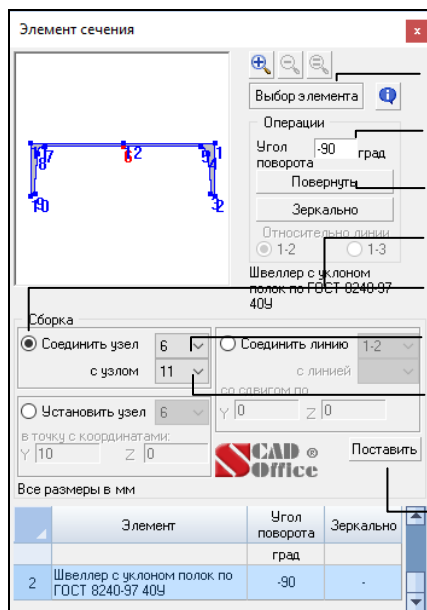 Элемент сечения
x
Выбор элемента
Операции
Угол поворота -90 град
Повернуть
Зеркально
Относительно линии
1-2 1-3
Швеллер с уклоном
полок по ГОСТ 8240-97
40У
Сборка
Соединить узел 6
с узлом 11
Соединить линию 1-2
с линией
со сдвигом по
Y 0 Z 0
Установить узел 6
в точку с координатами:
Y 10 Z 0
SCAD ®
Office
Поставить
Все размеры в мм
Элемент Угол поворота Зеркально
град
2 Швеллер с уклоном полок по ГОСТ 8240-97 40У -90 -